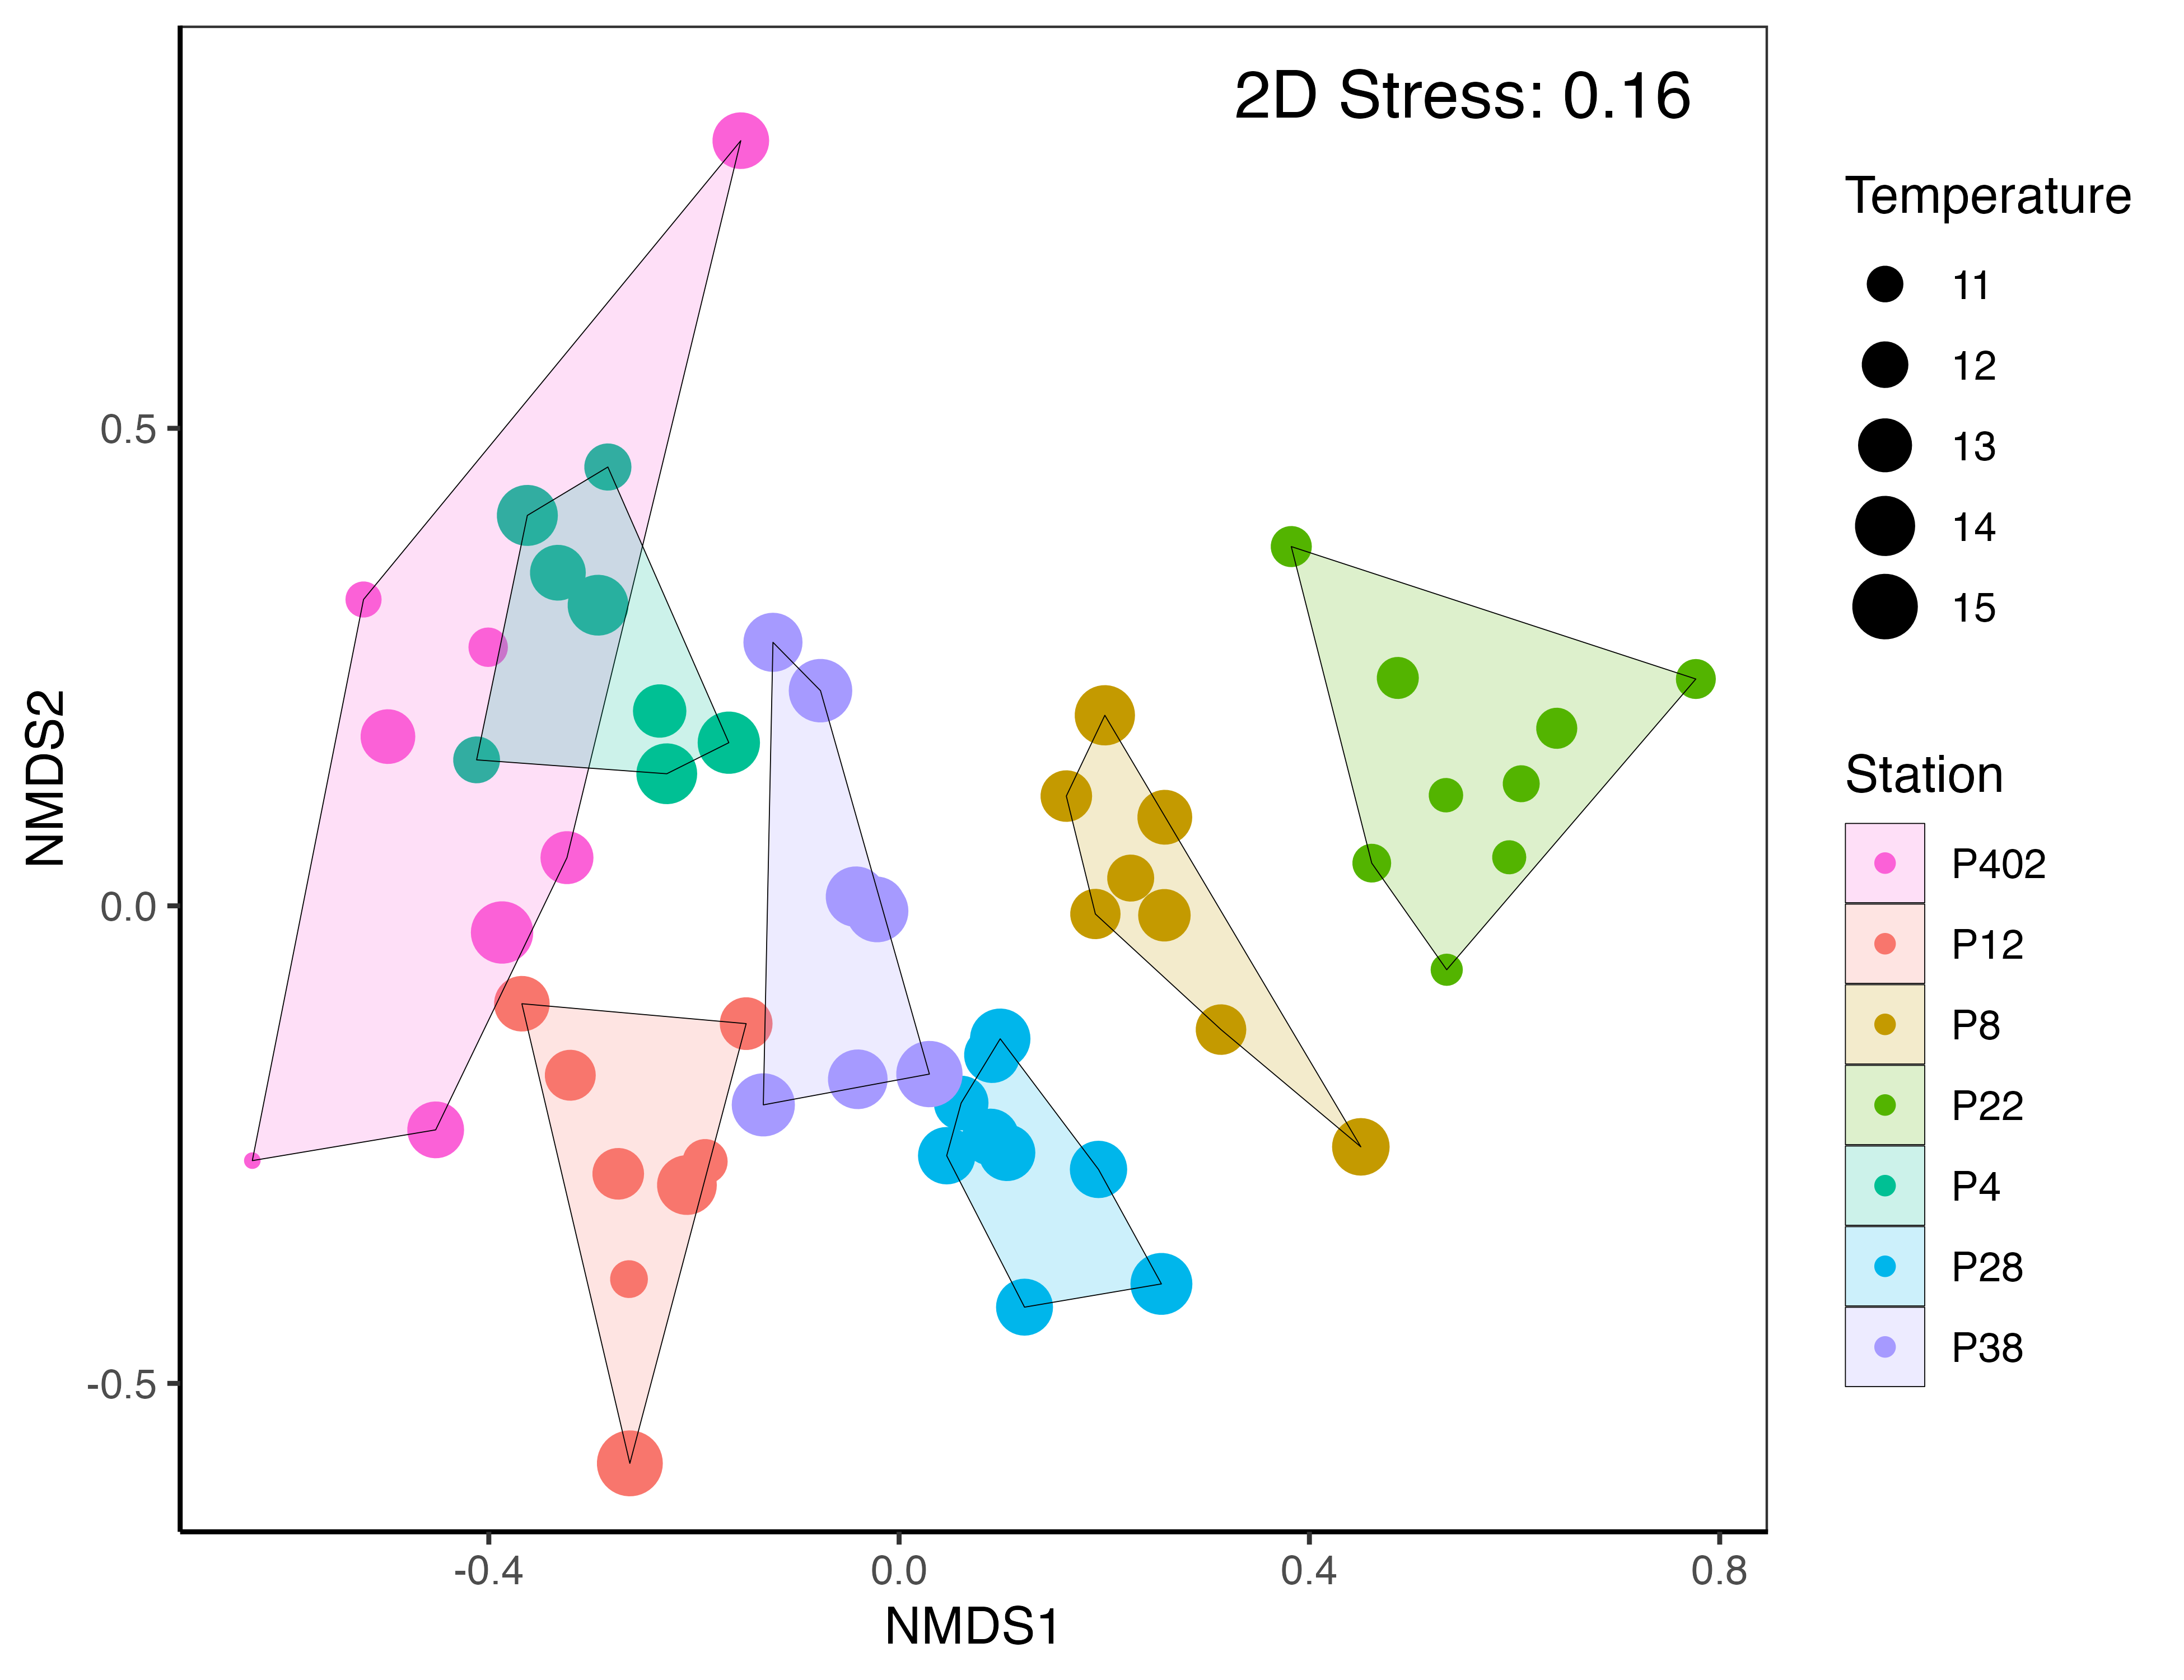 2D Stress: 0.16
NMDS2
0.5
0.0
-0.5
-0.4
0.0
0.4
0.8
NMDS1
Temperature
11
12
13
14
15
Station
P402
P12
P8
P22
P4
P28
P38